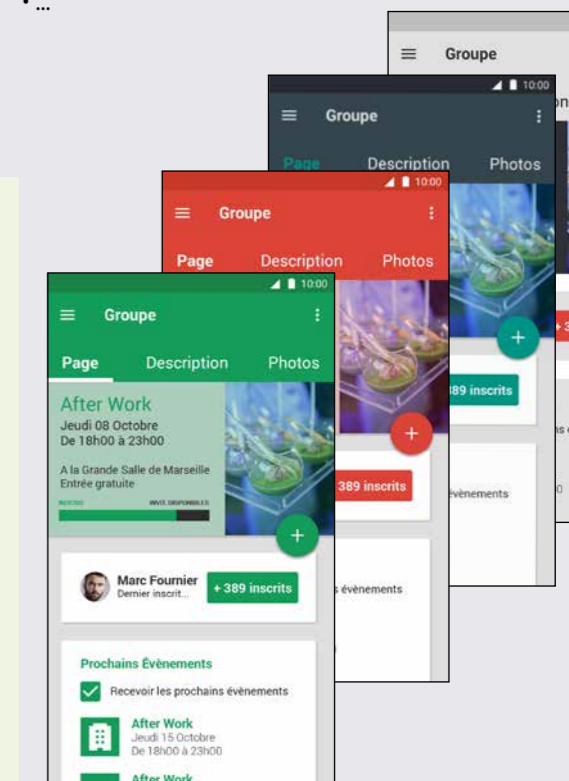 • ...
Groupe
10:00
Groupe
Page Description Photos
10:00
Groupe
Page Description Photos
10:00
Groupe
Page Description Photos
After Work
Jeudi 08 Octobre
De 18h00 à 23h00
A la Grande Salle de Marseille
Entrée gratuite
INVIT. DISPONIBLES
Marc Fournier
Dernier inscrit...
+ 389 inscrits
Prochains Évènements
Recevoir les prochains évènements
After Work
Jeudi 15 Octobre
De 18h00 à 23h00
After Work
389 inscrits
évènements
89 inscrits
évènements
+ 3